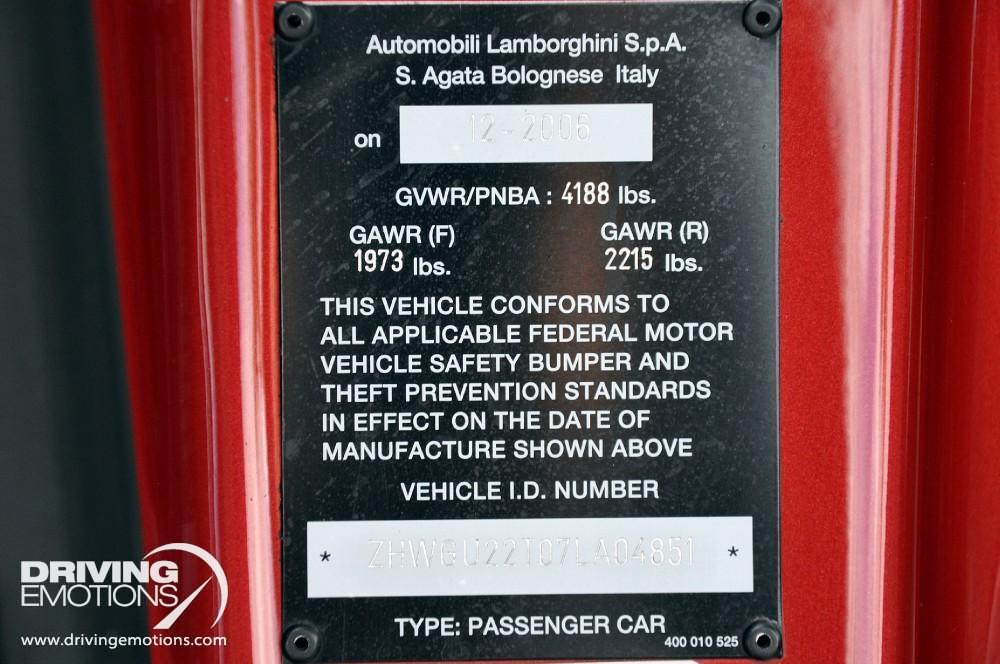 Automobili Lamborghini S.p.A.
S. Agata Bolognese Italy
on 12-2006
GVWR/PNBA : 4188 lbs.
GAWR (F) GAWR (R)
1973 lbs. 2215 lbs.
THIS VEHICLE CONFORMS TO
ALL APPLICABLE FEDERAL MOTOR
VEHICLE SAFETY BUMPER AND
THEFT PREVENTION STANDARDS
IN EFFECT ON THE DATE OF
MANUFACTURE SHOWN ABOVE
VEHICLE I.D. NUMBER
* ZHWGU22T07LA04851 *
TYPE: PASSENGER CAR
400 010 525
DRIVING
EMOTIONS
www.drivingemotions.com